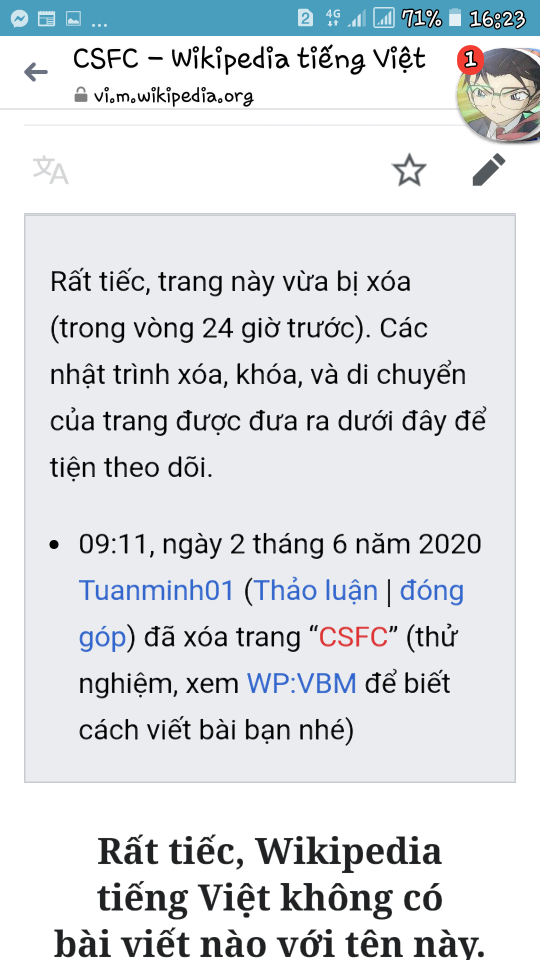 2 4G 71% 16:23
CSFC – Wikipedia tiếng Việt
1
vi.m.wikipedia.org
文A
Rất tiếc, trang này vừa bị xóa
(trong vòng 24 giờ trước). Các
nhật trình xóa, khóa, và di chuyển
của trang được đưa ra dưới đây để
tiện theo dõi.
• 09:11, ngày 2 tháng 6 năm 2020
Tuanminh01 (Thảo luận | đóng
góp) đã xóa trang “CSFC” (thử
nghiệm, xem WP:VBM để biết
cách viết bài bạn nhé)
Rất tiếc, Wikipedia
tiếng Việt không có
bài viết nào với tên này.